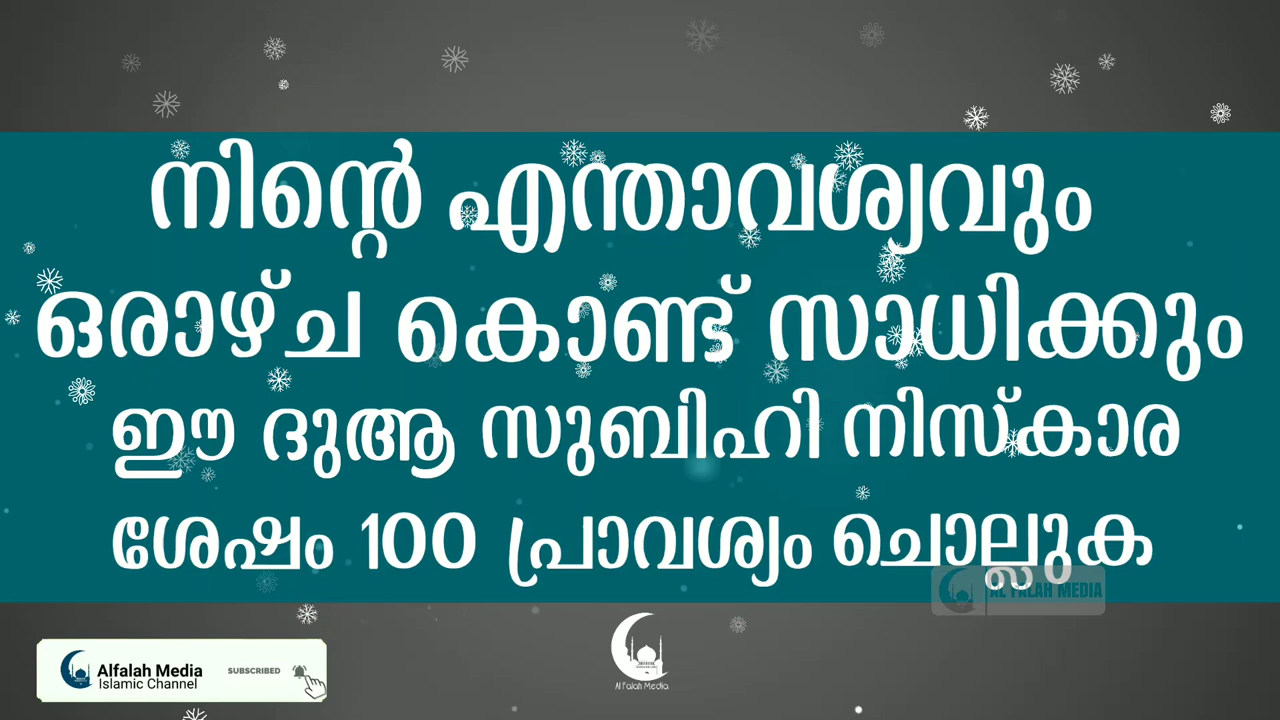 നിന്റെ എന്താവശ്യവും
ഒരാഴ്ച കൊണ്ട് സാധിക്കും
ഈ ദുആ സുബിഹി നിസ്കാര
ശേഷം 100 പ്രാവശ്യം ചൊല്ലുക
AL FALAH MEDIA
Alfalah Media
Islamic Channel
SUBSCRIBED
Al Falah Media